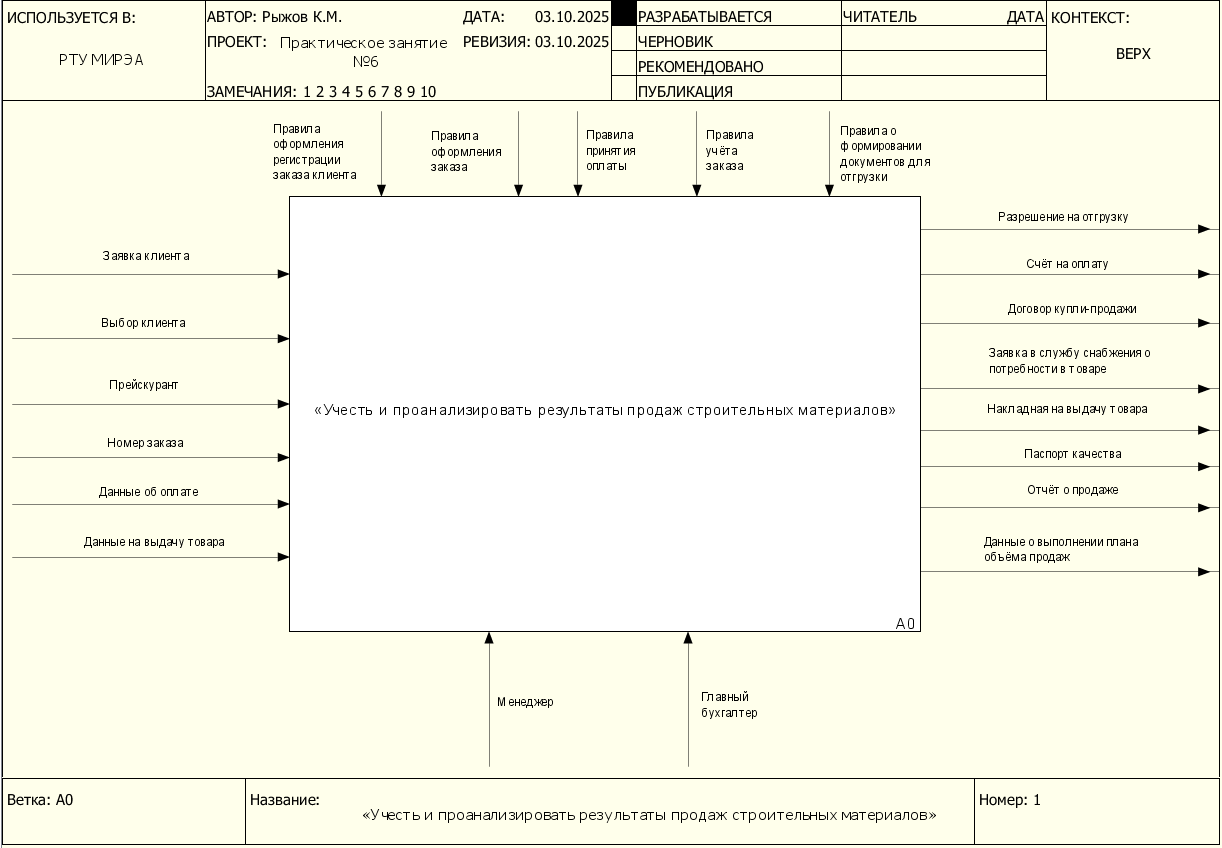 ИСПОЛЬЗУЕТСЯ В:
РТУ МИРЭА
АВТОР: Рыжов К.М.
ДАТА: 03.10.2025
ПРОЕКТ: Практическое занятие
№6
РЕВИЗИЯ: 03.10.2025
ЗАМЕЧАНИЯ: 1 2 3 4 5 6 7 8 9 10
РАЗРАБАТЫВАЕТСЯ
ЧЕРНОВИК
РЕКОМЕНДОВАНО
ПУБЛИКАЦИЯ
ЧИТАТЕЛЬ
ДАТА
КОНТЕКСТ:
ВЕРХ
Правила
оформления
регистрации
заказа клиента
Правила
оформления
заказа
Правила
принятия
оплаты
Правила
учёта
заказа
Правила о
формировании
документов для
отгрузки
Заявка клиента
Выбор клиента
Прейскурант
Номер заказа
Данные об оплате
Данные на выдачу товара
«Учесть и проанализировать результаты продаж строительных материалов»
A0
Разрешение на отгрузку
Счёт на оплату
Договор купли-продажи
Заявка в службу снабжения о
потребности в товаре
Накладная на выдачу товара
Паспорт качества
Отчёт о продаже
Данные о выполнении плана
объёма продаж
Менеджер
Главный
бухгалтер
Ветка: A0
Название:
«Учесть и проанализировать результаты продаж строительных материалов»
Номер: 1